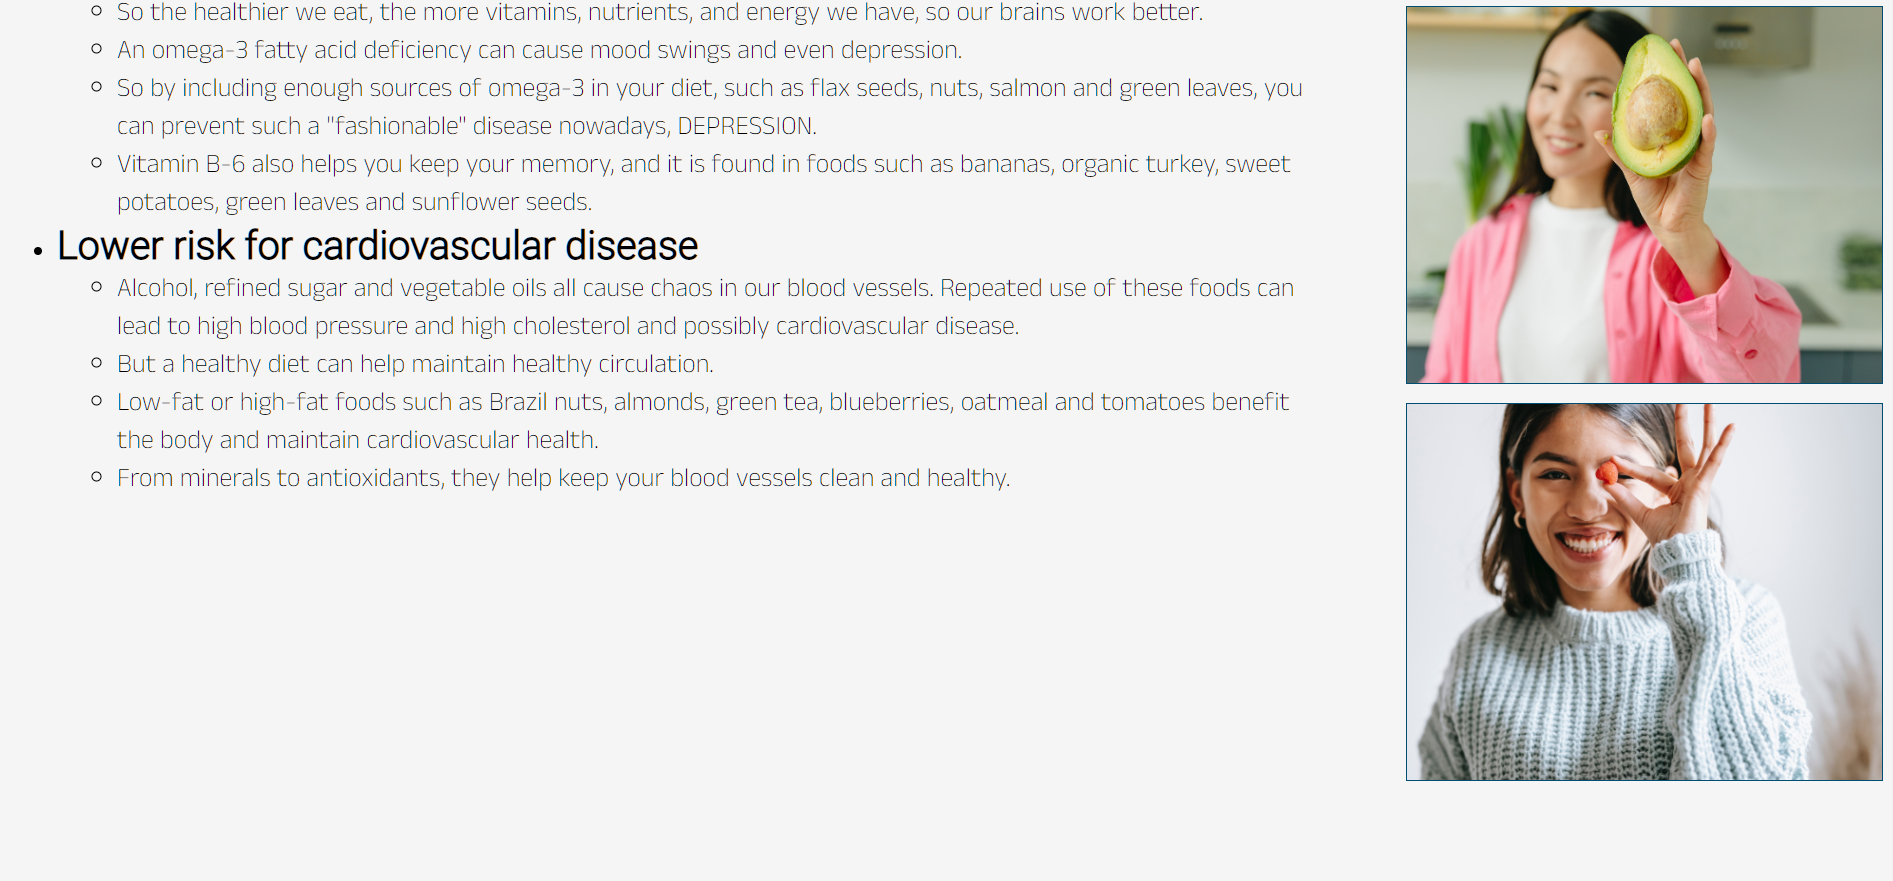 So the healthier we eat, the more vitamins, nutrients, and energy we have, so our brains work better.
An omega-3 fatty acid deficiency can cause mood swings and even depression.
So by including enough sources of omega-3 in your diet, such as flax seeds, nuts, salmon and green leaves, you
can prevent such a "fashionable" disease nowadays, DEPRESSION.
Vitamin B-6 also helps you keep your memory, and it is found in foods such as bananas, organic turkey, sweet
potatoes, green leaves and sunflower seeds.
Lower risk for cardiovascular disease
Alcohol, refined sugar and vegetable oils all cause chaos in our blood vessels. Repeated use of these foods can
lead to high blood pressure and high cholesterol and possibly cardiovascular disease.
But a healthy diet can help maintain healthy circulation.
Low-fat or high-fat foods such as Brazil nuts, almonds, green tea, blueberries, oatmeal and tomatoes benefit
the body and maintain cardiovascular health.
From minerals to antioxidants, they help keep your blood vessels clean and healthy.